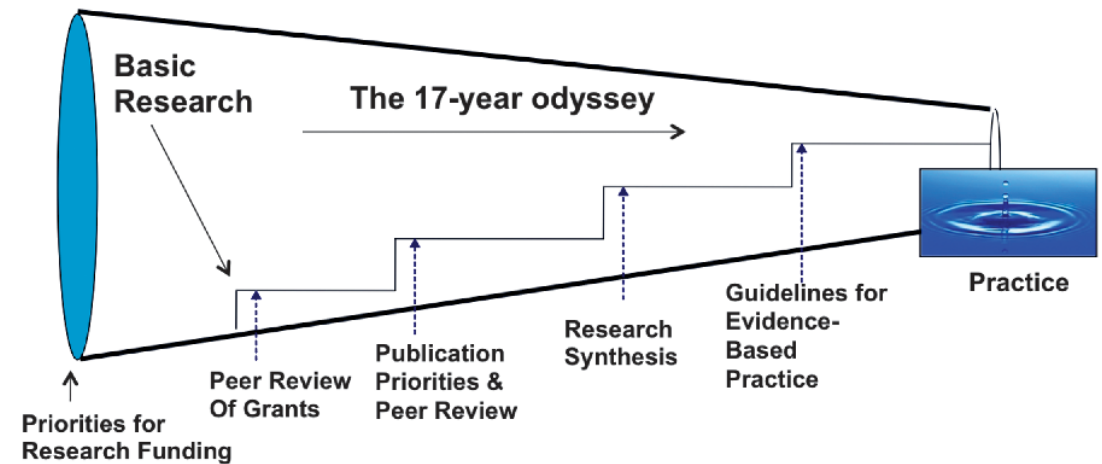 Basic
Research
The 17-year odyssey
Priorities for
Research Funding
Peer Review
Of Grants
Publication
Priorities &
Peer Review
Research
Synthesis
Guidelines for
Evidence-
Based
Practice
Practice